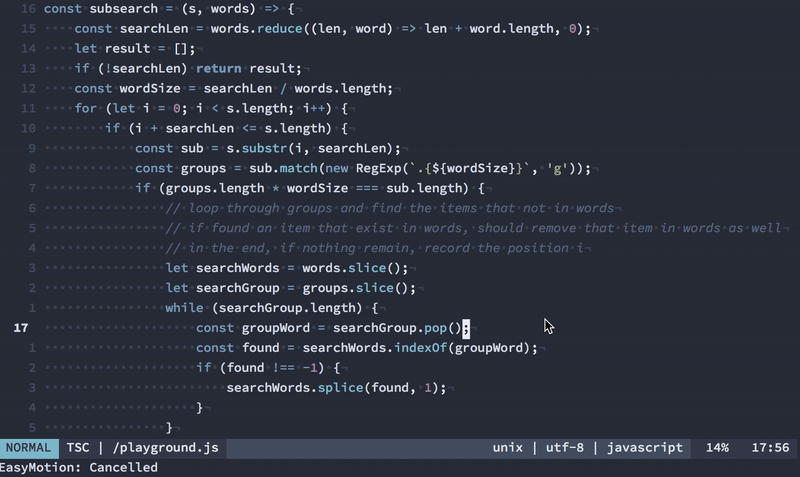 16 const subsearch = (s, words) => {
15 const searchLen = words.reduce((len, word) => len + word.length, 0);
14 let result = [];
13 if (!searchLen) return result;
12 const wordSize = searchLen / words.length;
11 for (let i = 0; i < s.length; i++) {
10 if (i + searchLen <= s.length) {
9 const sub = s.substr(i, searchLen);
8 const groups = sub.match(new RegExp(`.{${wordSize}}`, 'g'));
7 if (groups.length * wordSize === sub.length) {
6 // loop through groups and find the items that not in words
5 // if found an item that exist in words, should remove that item in words as well
4 // in the end, if nothing remain, record the position i
3 let searchWords = words.slice();
2 let searchGroup = groups.slice();
1 while (searchGroup.length) {
17 const groupWord = searchGroup.pop();
1 const found = searchWords.indexOf(groupWord);
2 if (found !== -1) {
3 searchWords.splice(found, 1);
4 }
5 }
NORMAL TSC | /playground.js unix | utf-8 | javascript 14% 17:56
EasyMotion: Cancelled